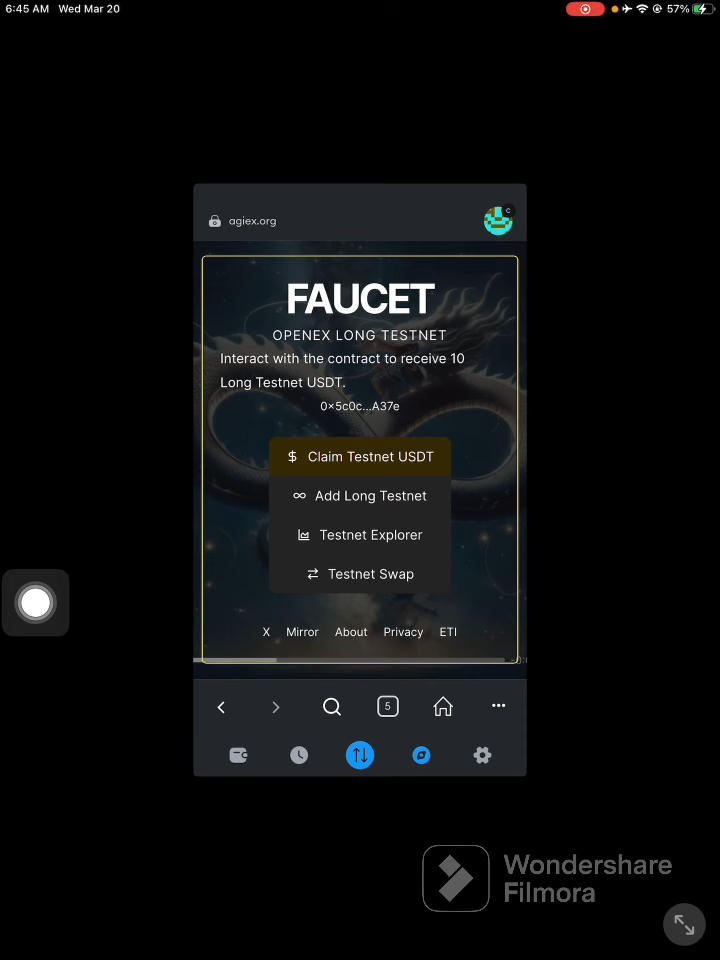 6:45 AM Wed Mar 20
57%
agiex.org
C
FAUCET
OPENEX LONG TESTNET
Interact with the contract to receive 10
Long Testnet USDT.
0×5c0c...A37e
Claim Testnet USDT
Add Long Testnet
Testnet Explorer
Testnet Swap
X Mirror About Privacy ETI
5
Wondershare
Filmora